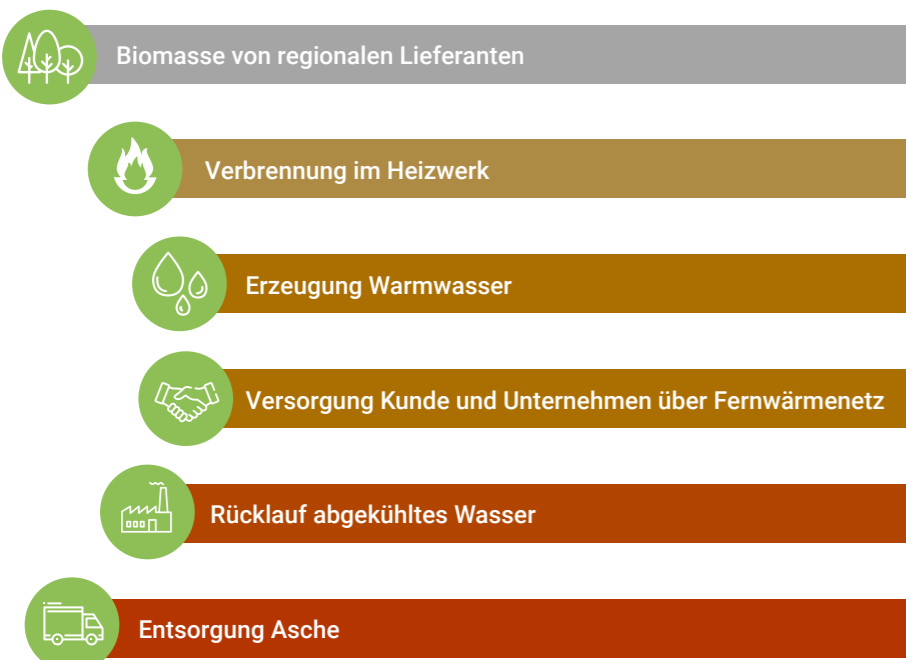 Biomasse von regionalen Lieferanten
Verbrennung im Heizwerk
Erzeugung Warmwasser
Versorgung Kunde und Unternehmen über Fernwärmenetz
Rücklauf abgekühltes Wasser
Entsorgung Asche